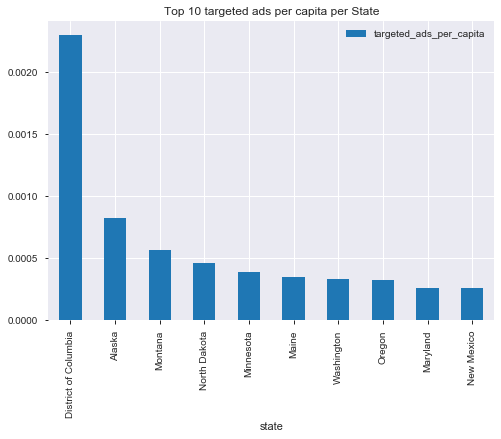 Top 10 targeted ads per capita per State
targeted_ads_per_capita
0.0020
0.0015
0.0010
0.0005
0.0000
District of Columbia
Alaska
Montana
North Dakota
Minnesota
Maine
Washington
Oregon
Maryland
New Mexico
state